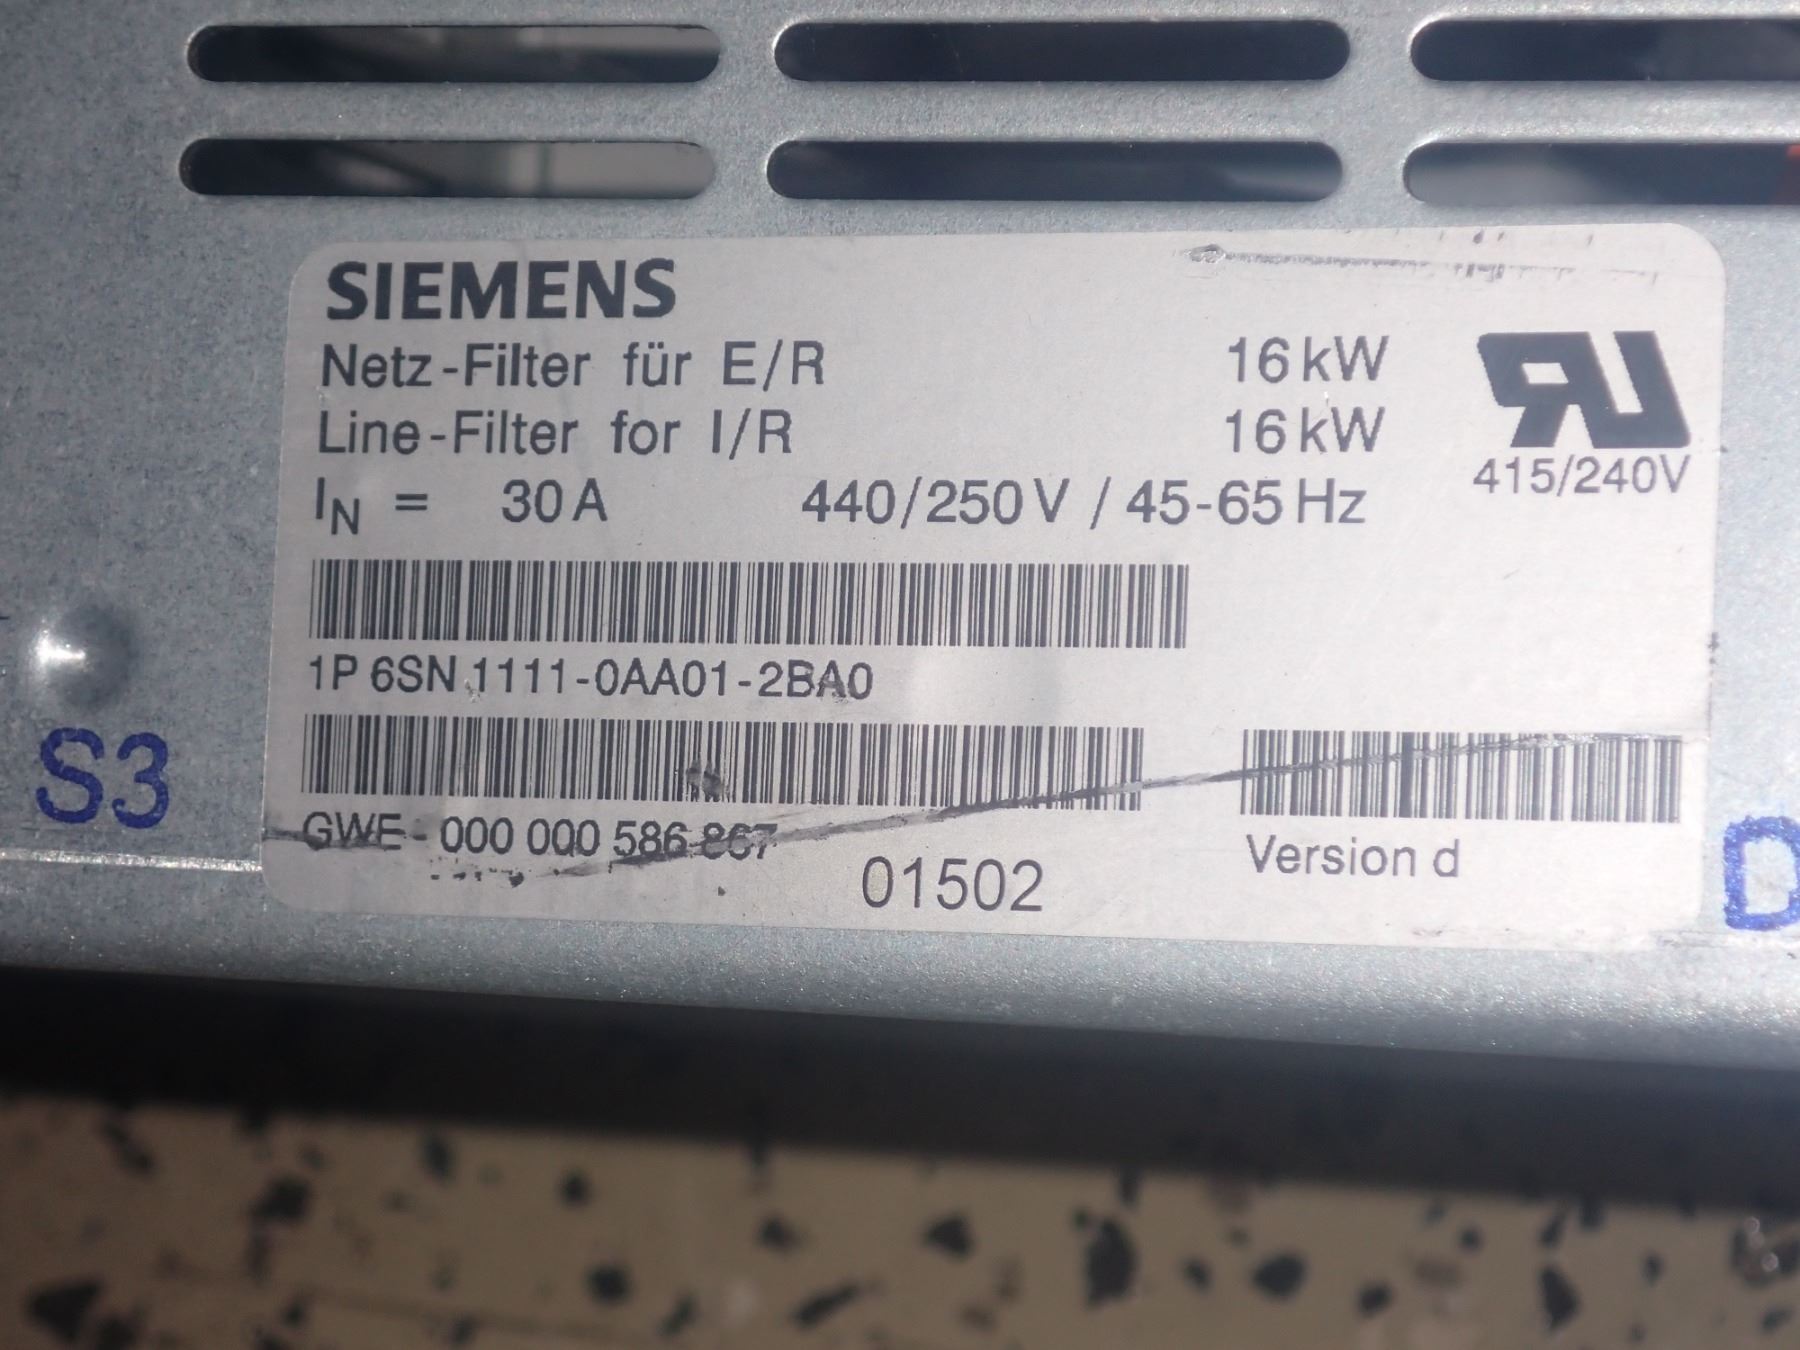 SIEMENS
Netz-Filter für E/R 16 kW
Line-Filter for I/R 16 kW
IN = 30 A 440/250 V / 45-65 Hz
415/240V
1P 6SN 1111-0AA01-2BA0
GWE - 000 000 586 867
01502
Version d
S3
D